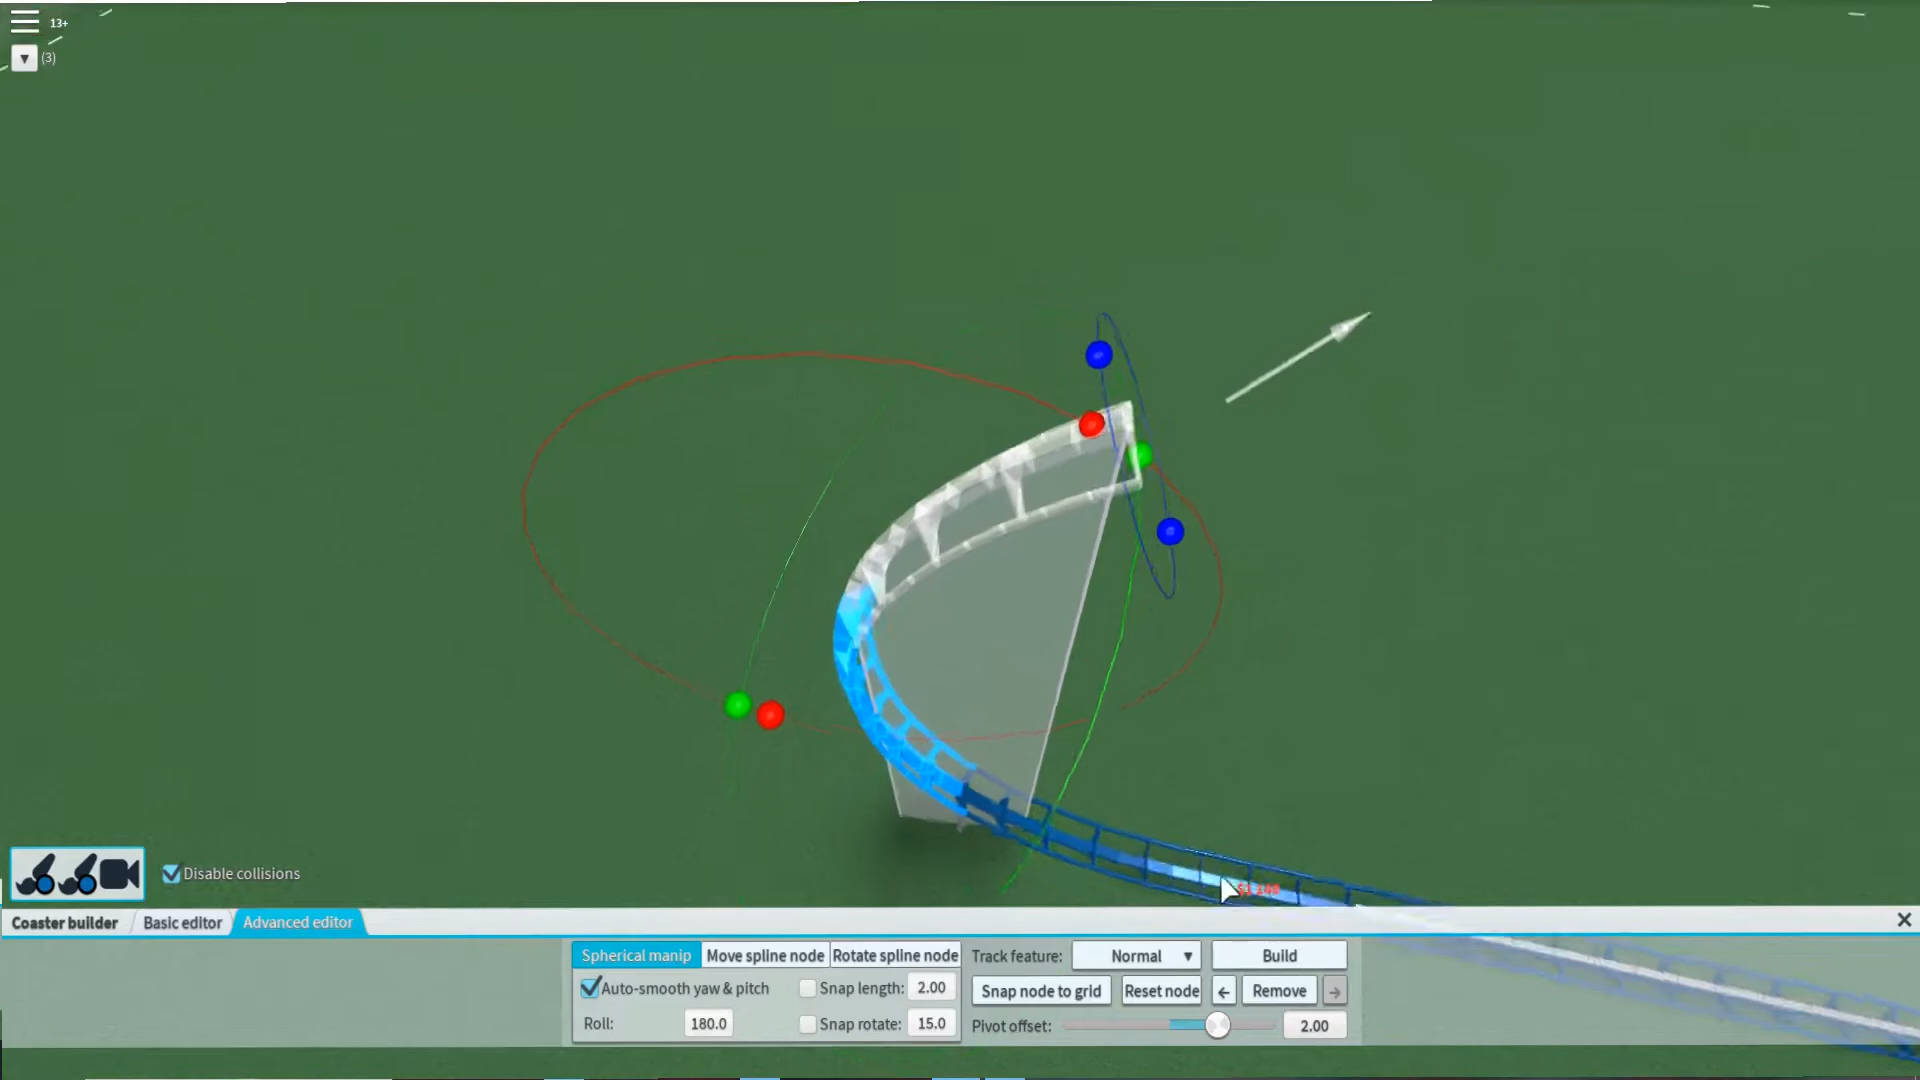 13+
▼ (3)
Disable collisions
Coaster builder Basic editor Advanced editor
Spherical manip Move spline node Rotate spline node Track feature: Normal ▼ Build
Auto-smooth yaw & pitch Snap length: 2.00 Snap node to grid Reset node ← Remove →
Roll: 180.0 Snap rotate: 15.0 Pivot offset: 2.00